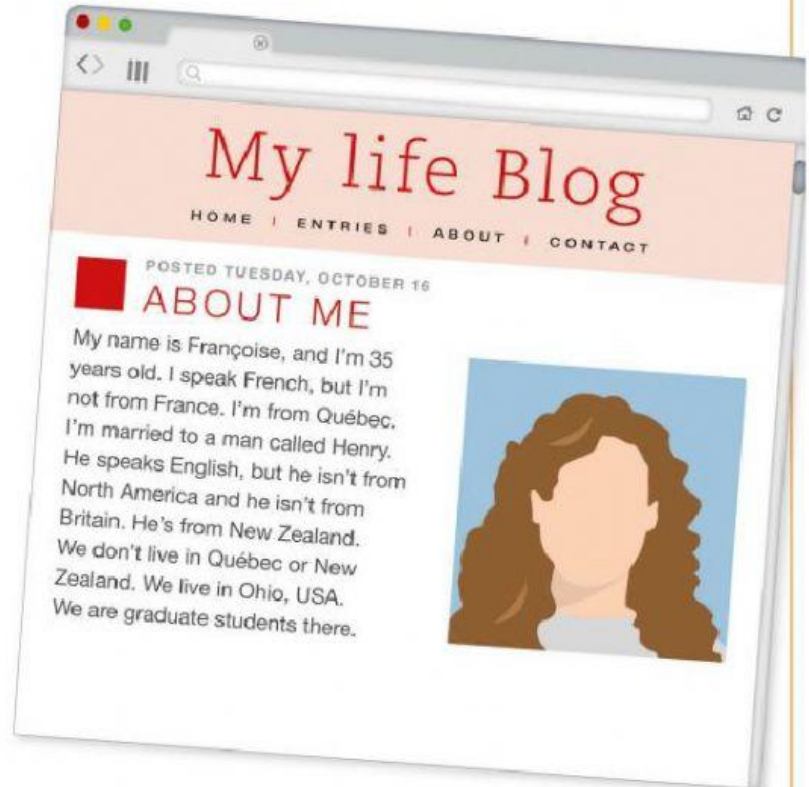 My life Blog
HOME | ENTRIES | ABOUT | CONTACT
POSTED TUESDAY, OCTOBER 16
ABOUT ME
My name is Françoise, and I'm 35
years old. I speak French, but I'm
not from France. I'm from Québec.
I'm married to a man called Henry.
He speaks English, but he isn't from
North America and he isn't from
Britain. He's from New Zealand.
We don't live in Québec or New
Zealand. We live in Ohio, USA.
We are graduate students there.